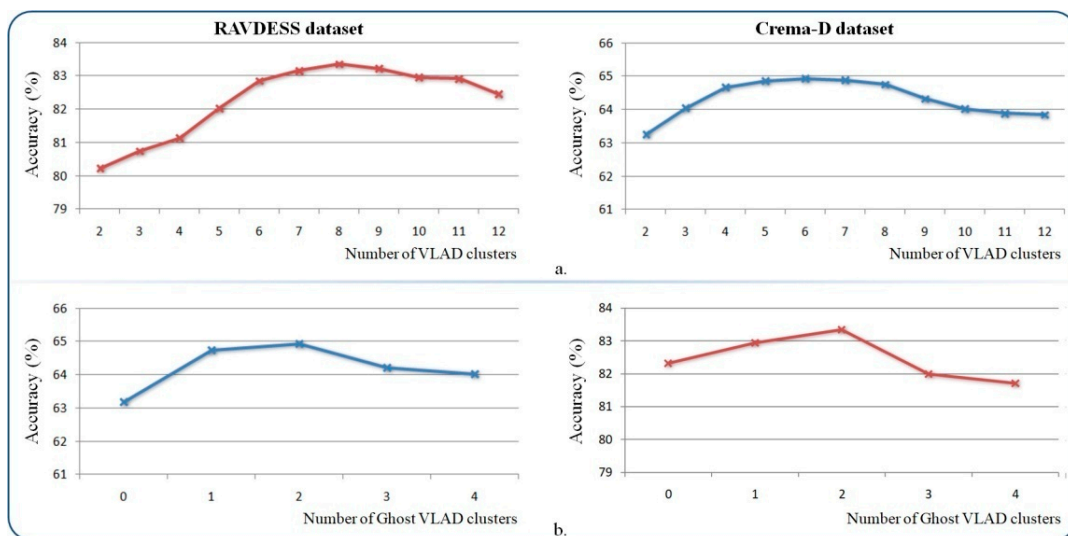 RAVDESS dataset
Crema-D dataset
Accuracy (%)
84
83
82
81
80
79
2 3 4 5 6 7 8 9 10 11 12
Number of VLAD clusters
Accuracy (%)
66
65
64
63
62
61
2 3 4 5 6 7 8 9 10 11 12
Number of VLAD clusters
a.
Accuracy (%)
66
65
64
63
62
61
0 1 2 3 4
Number of Ghost VLAD clusters
Accuracy (%)
84
83
82
81
80
79
0 1 2 3 4
Number of Ghost VLAD clusters
b.